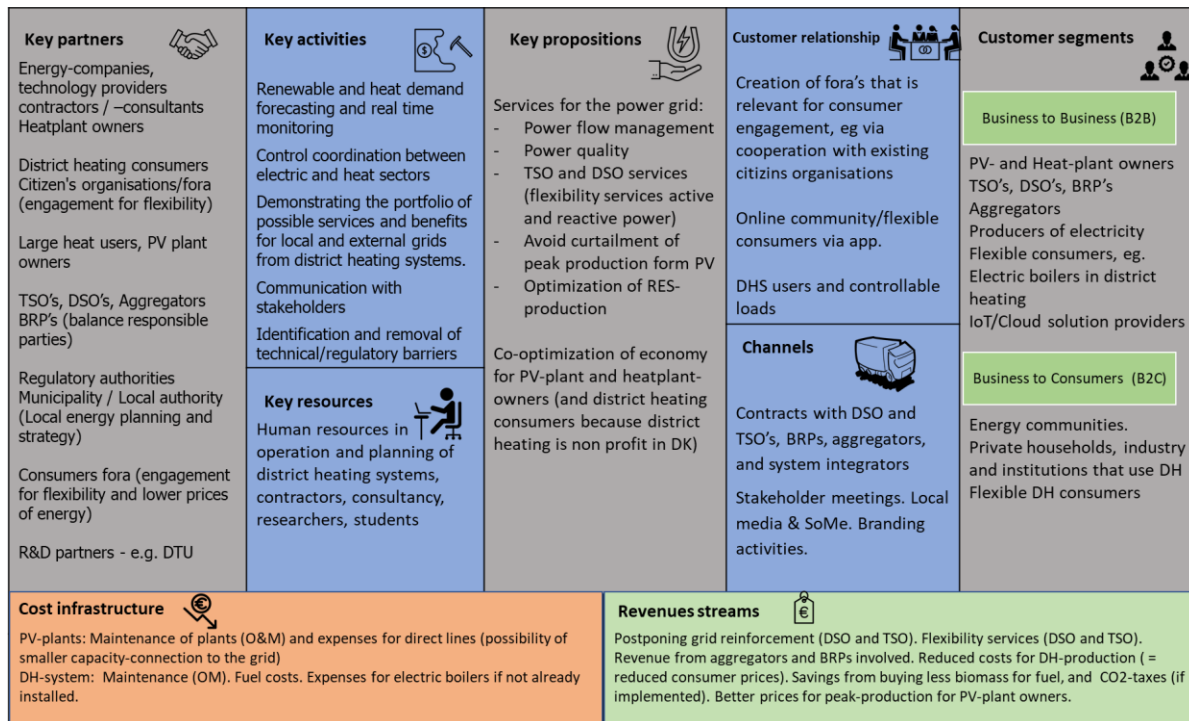 Key partners
Energy-companies,
technology providers
contractors / –consultants
Heatplant owners
District heating consumers
Citizen's organisations/fora
(engagement for flexibility)
Large heat users, PV plant
owners
TSO's, DSO's, Aggregators
BRP's (balance responsible
parties)
Regulatory authorities
Municipality / Local authority
(Local energy planning and
strategy)
Consumers fora (engagement
for flexibility and lower prices
of energy)
R&D partners - e.g. DTU
Key activities
Renewable and heat demand
forecasting and real time
monitoring
Control coordination between
electric and heat sectors
Demonstrating the portfolio of
possible services and benefits
for local and external grids
from district heating systems.
Communication with
stakeholders
Identification and removal of
technical/regulatory barriers
Key resources
Human resources in
operation and planning of
district heating systems,
contractors, consultancy,
researchers, students
Key propositions
Services for the power grid:
- Power flow management
- Power quality
- TSO and DSO services
(flexibility services active
and reactive power)
- Avoid curtailment of
peak production form PV
- Optimization of RES-
production
Co-optimization of economy
for PV-plant and heatplant-
owners (and district heating
consumers because district
heating is non profit in DK)
Customer relationship
Creation of fora's that is
relevant for consumer
engagement, eg via
cooperation with existing
citizins organisations
Online community/flexible
consumers via app.
DHS users and controllable
loads
Channels
Contracts with DSO and
TSO's, BRPs, aggregators,
and system integrators
Stakeholder meetings. Local
media & SoMe. Branding
activities.
Customer segments
Business to Business (B2B)
PV- and Heat-plant owners
TSO's, DSO's, BRP's
Aggregators
Producers of electricity
Flexible consumers, eg.
Electric boilers in district
heating
IoT/Cloud solution providers
Business to Consumers (B2C)
Energy communities.
Private households, industry
and institutions that use DH
Flexible DH consumers
Cost infrastructure
€
PV-plants: Maintenance of plants (O&M) and expenses for direct lines (possibility of
smaller capacity-connection to the grid)
DH-system: Maintenance (OM). Fuel costs. Expenses for electric boilers if not already
installed.
Revenues streams
€
Postponing grid reinforcement (DSO and TSO). Flexibility services (DSO and TSO).
Revenue from aggregators and BRPs involved. Reduced costs for DH-production ( =
reduced consumer prices). Savings from buying less biomass for fuel, and CO2-taxes (if
implemented). Better prices for peak-production for PV-plant owners.